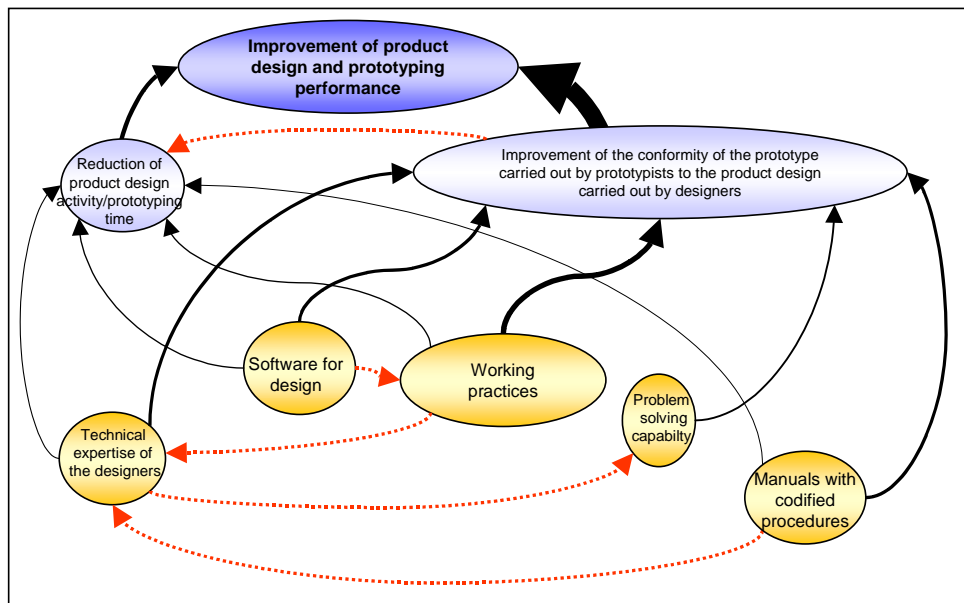 Improvement of product
design and prototyping
performance
Reduction of
product design
activity/prototyping
time
Improvement of the conformity of the prototype
carried out by prototypists to the product design
carried out by designers
Software for
design
Working
practices
Problem
solving
capabilty
Technical
expertise of
the designers
Manuals with
codified
procedures